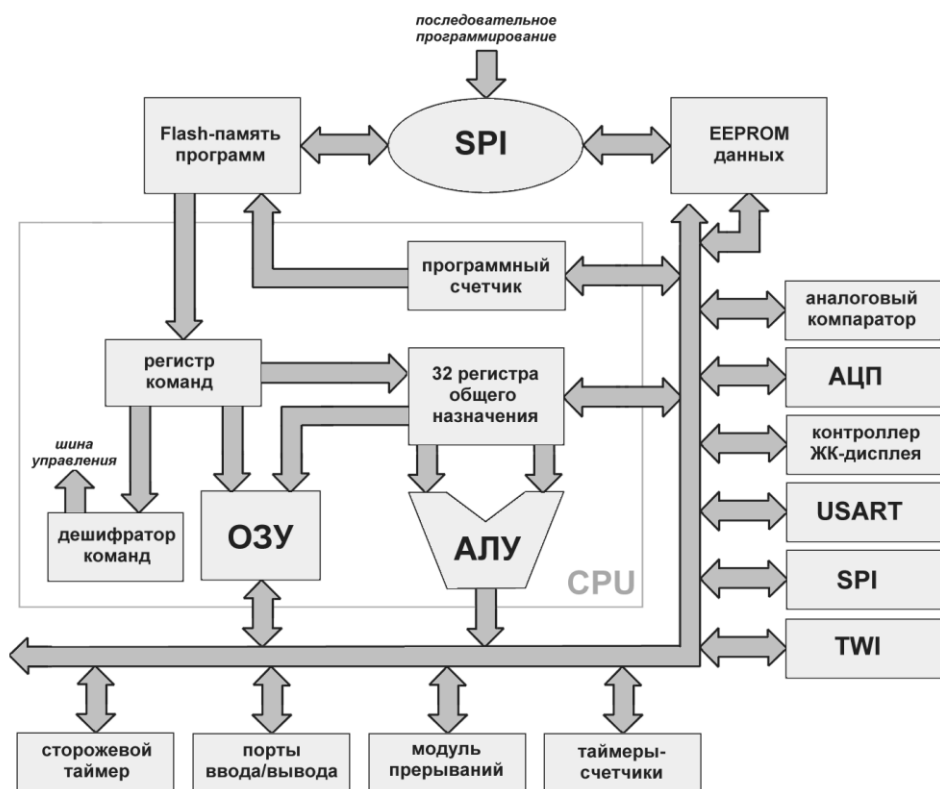 последовательное
программирование
Flash-память
программ
SPI
EEPROM
данных
программный
счетчик
аналоговый
компаратор
регистр
команд
32 регистра
общего
назначения
АЦП
контроллер
ЖК-дисплея
шина
управления
USART
дешифратор
команд
ОЗУ
АЛУ
CPU
SPI
TWI
сторожевой
таймер
порты
ввода/вывода
модуль
прерываний
таймеры-
счетчики